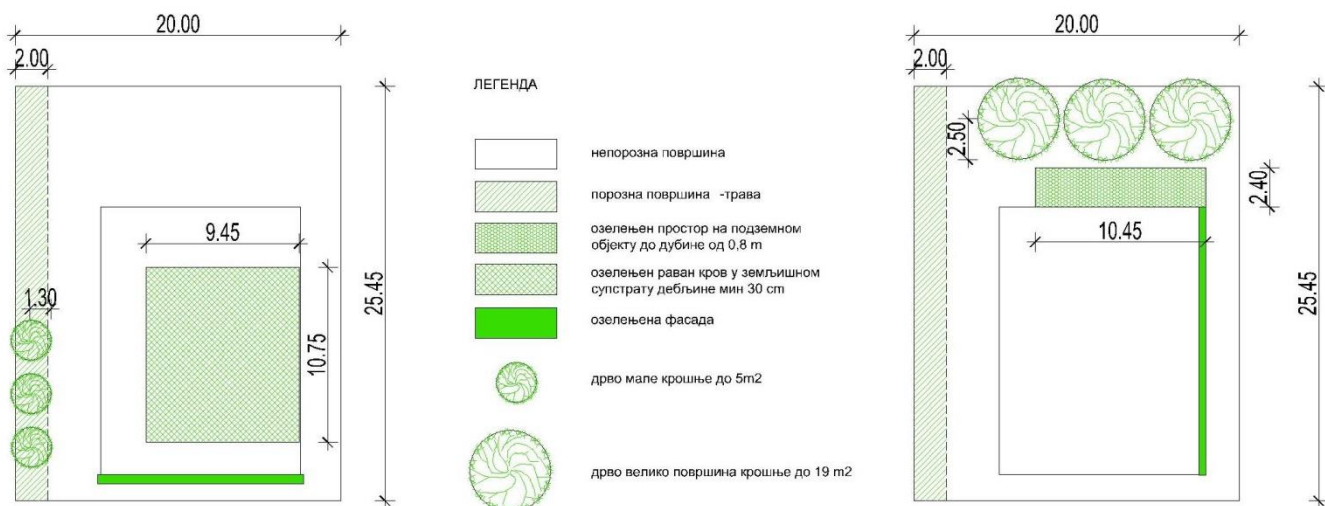 20.00
2.00
1.30
9.45
10.75
25.45
ЛЕГЕНДА
непорозна површина
порозна површина -трава
озелењен простор на подземном
објекту до дубине од 0,8 m
озелењен раван кров у земљишном
супстрату дебљине мин 30 cm
озелењена фасада
дрво мале крошње до 5m2
дрво велико површина крошње до 19 m2
20.00
2.00
2.50
2.40
10.45
25.45